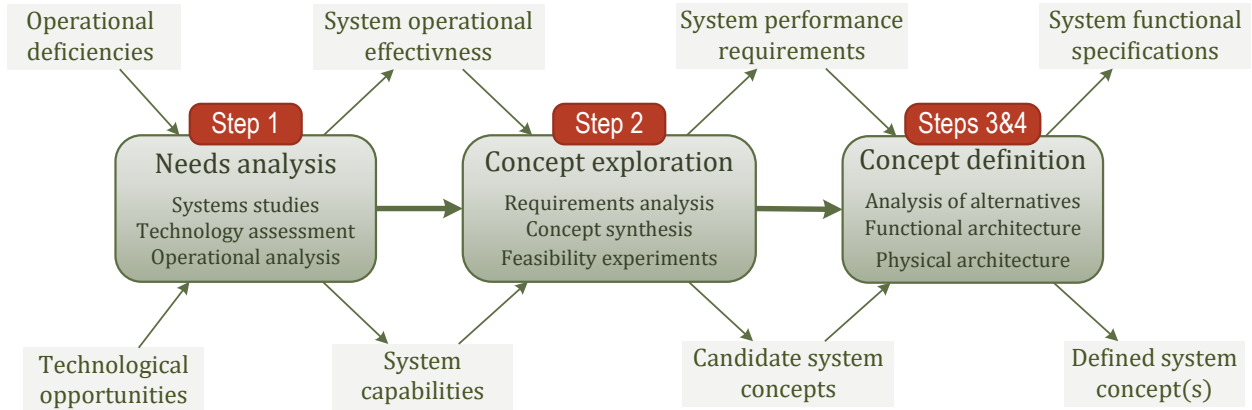 Operational
deficiencies
System operational
effectivness
System performance
requirements
System functional
specifications
Step 1
Needs analysis
Systems studies
Technology assessment
Operational analysis
Step 2
Concept exploration
Requirements analysis
Concept synthesis
Feasibility experiments
Steps 3&4
Concept definition
Analysis of alternatives
Functional architecture
Physical architecture
Technological
opportunities
System
capabilities
Candidate system
concepts
Defined system
concept(s)